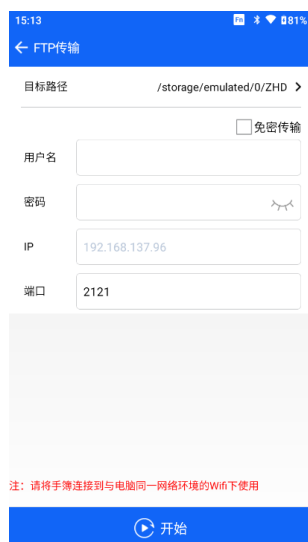 15:13 Fn 81%
FTP传输
目标路径 /storage/emulated/0/ZHD
免密传输
用户名
密码
IP 192.168.137.96
端口 2121
注：请将手簿连接到与电脑同一网络环境的Wifi下使用
开始